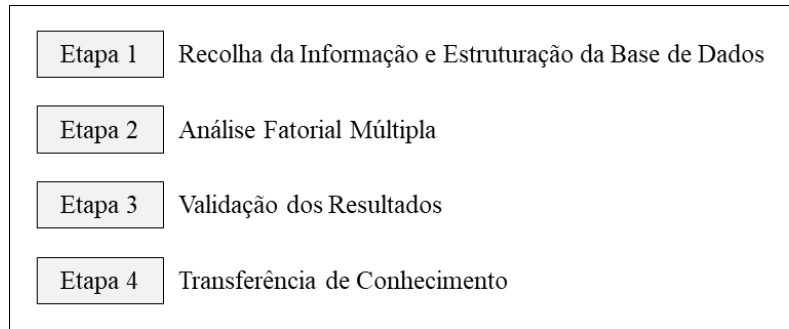 Etapa 1 Recolha da Informação e Estruturação da Base de Dados
Etapa 2 Análise Fatorial Múltipla
Etapa 3 Validação dos Resultados
Etapa 4 Transferência de Conhecimento